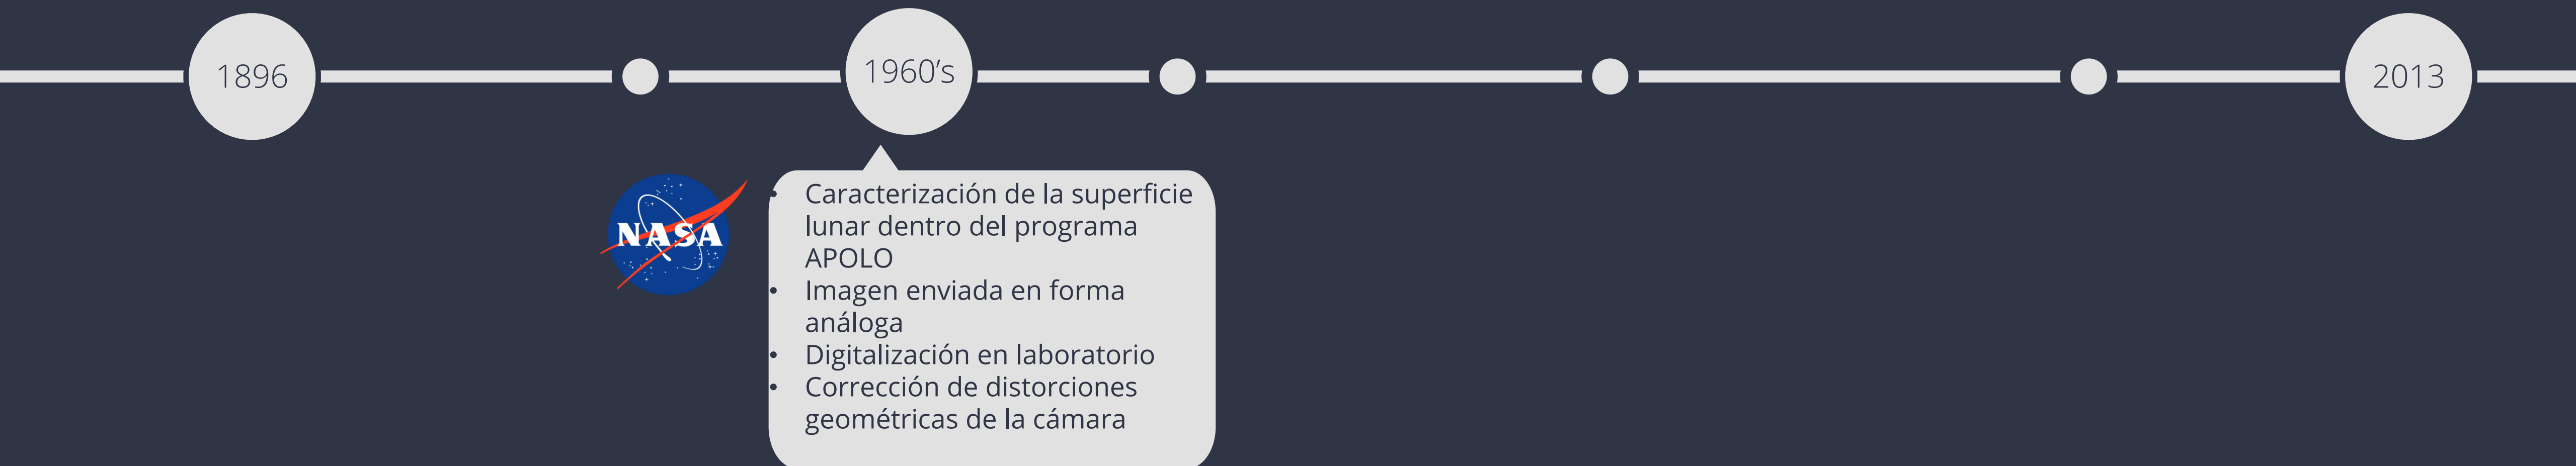 1896
1960’s
2013
NASA
• Caracterización de la superficie
lunar dentro del programa
APOLO
• Imagen enviada en forma
análoga
• Digitalización en laboratorio
• Corrección de distorciones
geométricas de la cámara